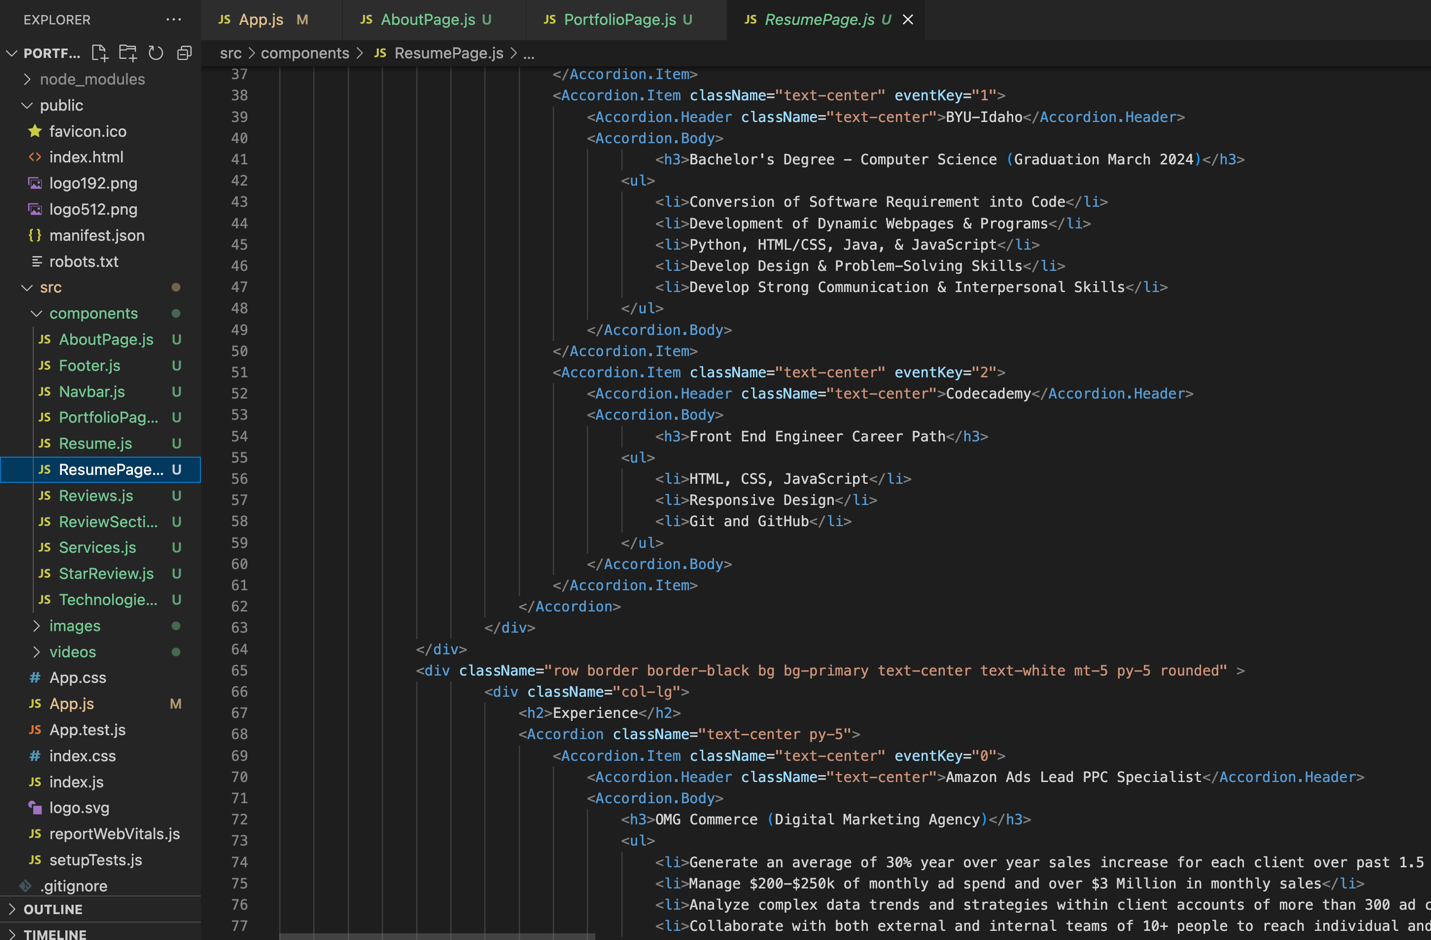 EXPLORER ...
JS App.js M
JS AboutPage.js U
JS PortfolioPage.js U
JS ResumePage.js U
PORTF...
src > components > JS ResumePage.js > ...
node_modules
public
favicon.ico
index.html
logo192.png
logo512.png
manifest.json
robots.txt
src
components
JS AboutPage.js U
JS Footer.js U
JS Navbar.js U
JS PortfolioPag... U
JS Resume.js U
JS ResumePage... U
JS Reviews.js U
JS ReviewSecti... U
JS Services.js U
JS StarReview.js U
JS Technologie... U
images
videos
# App.css
JS App.js M
JS App.test.js
# index.css
JS index.js
logo.svg
JS reportWebVitals.js
JS setupTests.js
.gitignore
OUTLINE
TIMELINE
37 </Accordion.Item>
38 <Accordion.Item className="text-center" eventKey="1">
39 <Accordion.Header className="text-center">BYU-Idaho</Accordion.Header>
40 <Accordion.Body>
41 <h3>Bachelor's Degree – Computer Science (Graduation March 2024)</h3>
42 <ul>
43 <li>Conversion of Software Requirement into Code</li>
44 <li>Development of Dynamic Webpages & Programs</li>
45 <li>Python, HTML/CSS, Java, & JavaScript</li>
46 <li>Develop Design & Problem-Solving Skills</li>
47 <li>Develop Strong Communication & Interpersonal Skills</li>
48 </ul>
49 </Accordion.Body>
50 </Accordion.Item>
51 <Accordion.Item className="text-center" eventKey="2">
52 <Accordion.Header className="text-center">Codecademy</Accordion.Header>
53 <Accordion.Body>
54 <h3>Front End Engineer Career Path</h3>
55 <ul>
56 <li>HTML, CSS, JavaScript</li>
57 <li>Responsive Design</li>
58 <li>Git and GitHub</li>
59 </ul>
60 </Accordion.Body>
61 </Accordion.Item>
62 </Accordion>
63 </div>
64 </div>
65 <div className="row border border-black bg bg-primary text-center text-white mt-5 py-5 rounded" >
66 <div className="col-lg">
67 <h2>Experience</h2>
68 <Accordion className="text-center py-5">
69 <Accordion.Item className="text-center" eventKey="0">
70 <Accordion.Header className="text-center">Amazon Ads Lead PPC Specialist</Accordion.Header>
71 <Accordion.Body>
72 <h3>OMG Commerce (Digital Marketing Agency)</h3>
73 <ul>
74 <li>Generate an average of 30% year over year sales increase for each client over past 1.5
75 <li>Manage $200–$250k of monthly ad spend and over $3 Million in monthly sales</li>
76 <li>Analyze complex data trends and strategies within client accounts of more than 300 ad c
77 <li>Collaborate with both external and internal teams of 10+ people to reach individual and